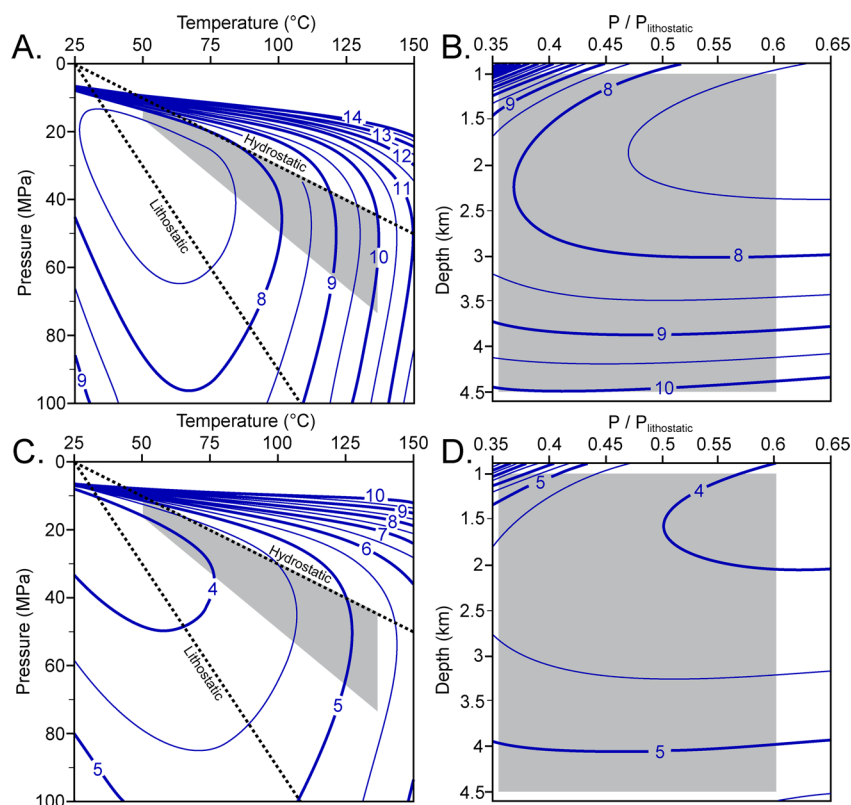 A.
Temperature (°C)
25 50 75 100 125 150
Pressure (MPa)
0
20
40
60
80
100
14
13
12
11
10
9
8
9
Hydrostatic
Lithostatic
B.
P / Plithostatic
0.35 0.4 0.45 0.5 0.55 0.6 0.65
Depth (km)
1
1.5
2
2.5
3
3.5
4
4.5
9
8
8
9
10
C.
Temperature (°C)
25 50 75 100 125 150
Pressure (MPa)
0
20
40
60
80
100
10
9
8
7
6
4
5
5
Hydrostatic
Lithostatic
D.
P / Plithostatic
0.35 0.4 0.45 0.5 0.55 0.6 0.65
Depth (km)
1
1.5
2
2.5
3
3.5
4
4.5
5
4
5